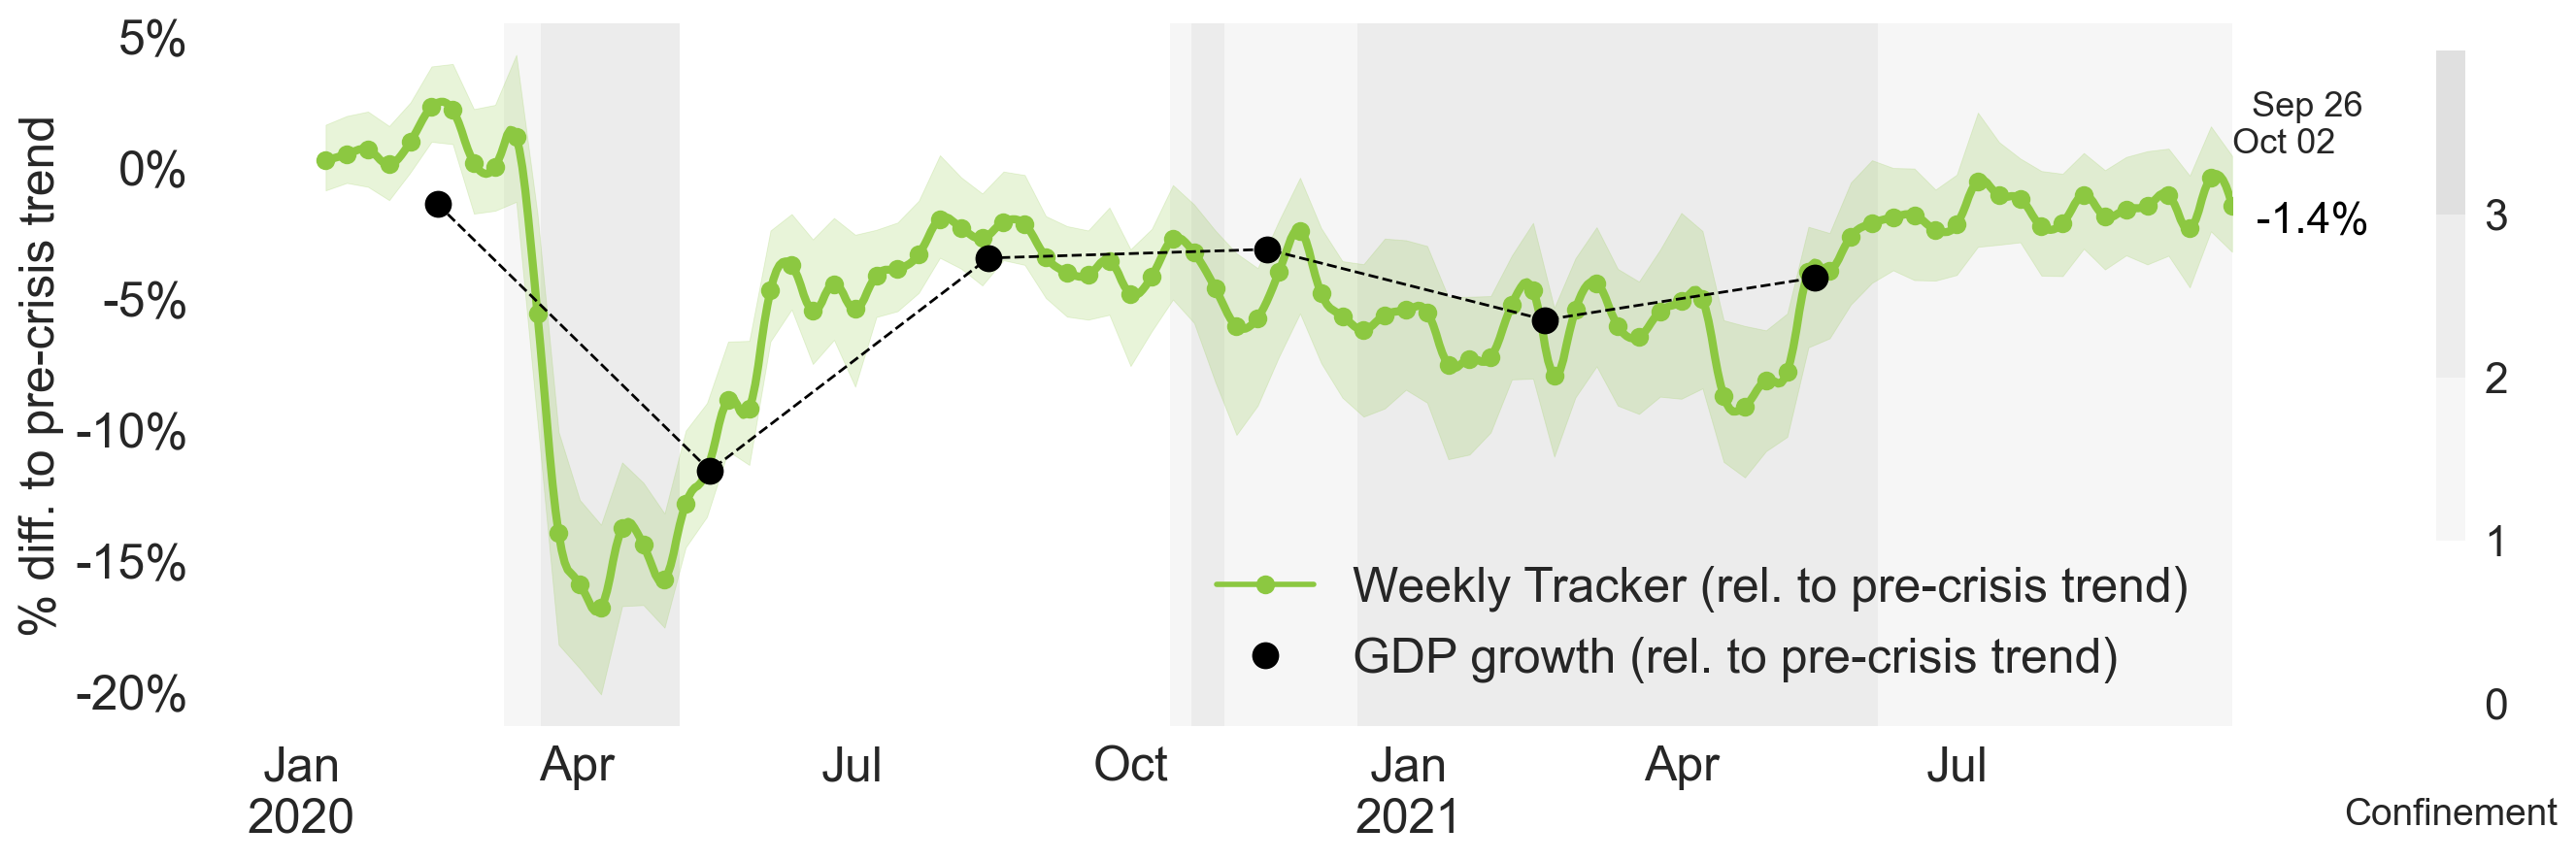 % diff. to pre-crisis trend
5%
0%
-5%
-10%
-15%
-20%
Jan
2020
Apr
Jul
Oct
Jan
2021
Apr
Jul
Weekly Tracker (rel. to pre-crisis trend)
GDP growth (rel. to pre-crisis trend)
Sep 26
Oct 02
-1.4%
3
2
1
0
Confinement